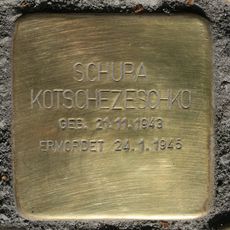 SCHURA
KOTSCHEZESCHKO
GEB. 21.11.1943
ERMORDET 24.1.1945